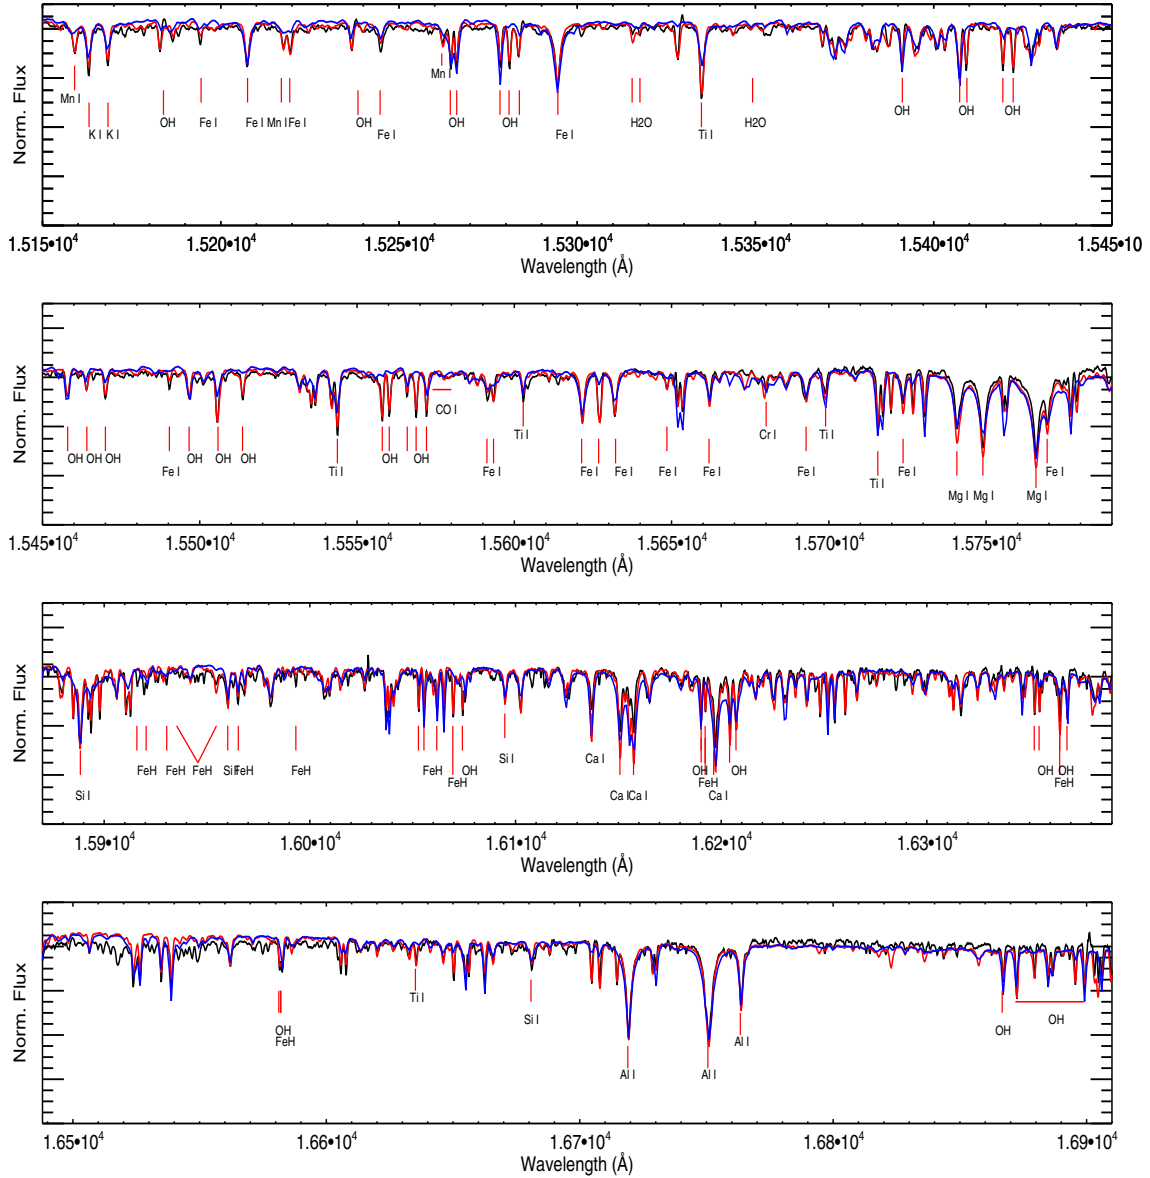 Norm. Flux
Mn I
K I K I
OH
Fe I
Fe I Mn I Fe I
OH
Fe I
Mn I
OH
OH
Fe I
H2O
Ti I
H2O
OH
OH
OH
1.515•10⁴ 1.520•10⁴ 1.525•10⁴ 1.530•10⁴ 1.535•10⁴ 1.540•10⁴ 1.545•10
Wavelength (Å)
Norm. Flux
OH OH OH
Fe I
OH
OH
OH
Ti I
OH
OH
CO I
Fe I
Ti I
Fe I
Fe I
Fe I
Fe I
Cr I
Fe I
Ti I
Ti I
Fe I
Mg I Mg I
Mg I
Fe I
1.545•10⁴ 1.550•10⁴ 1.555•10⁴ 1.560•10⁴ 1.565•10⁴ 1.570•10⁴ 1.575•10⁴
Wavelength (Å)
Norm. Flux
Si I
FeH
FeH
FeH
Si I
FeH
FeH
FeH
FeH
OH
Si I
Ca I
Ca I Ca I
OH
FeH
Ca I
OH
OH
OH
FeH
1.59•10⁴ 1.60•10⁴ 1.61•10⁴ 1.62•10⁴ 1.63•10⁴
Wavelength (Å)
Norm. Flux
OH
FeH
Ti I
Si I
Al I
Al I
Al I
OH
OH
1.65•10⁴ 1.66•10⁴ 1.67•10⁴ 1.68•10⁴ 1.69•10⁴
Wavelength (Å)